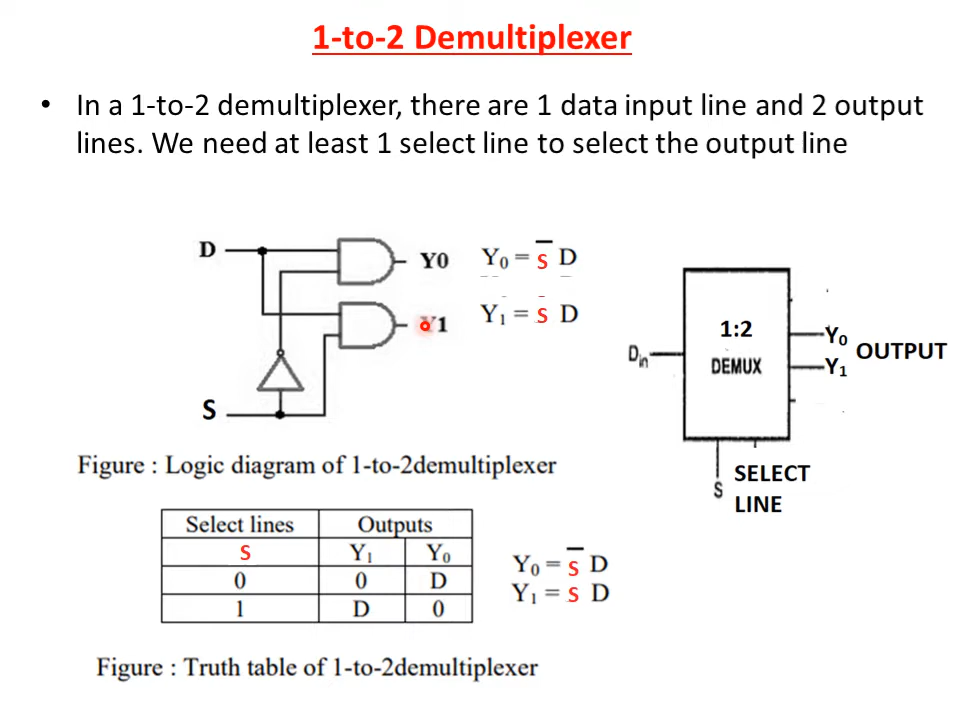 1-to-2 Demultiplexer
• In a 1-to-2 demultiplexer, there are 1 data input line and 2 output
lines. We need at least 1 select line to select the output line
D
Y0
Y₀ = S̅ D
Y1
Y₁ = S D
S
1:2
DEMUX
Din
Y₀
Y₁
OUTPUT
S
SELECT
LINE
Figure : Logic diagram of 1-to-2demultiplexer
Select lines Outputs
S Y₁ Y₀
0 0 D
1 D 0
Y₀ = S̅ D
Y₁ = S D
Figure : Truth table of 1-to-2demultiplexer